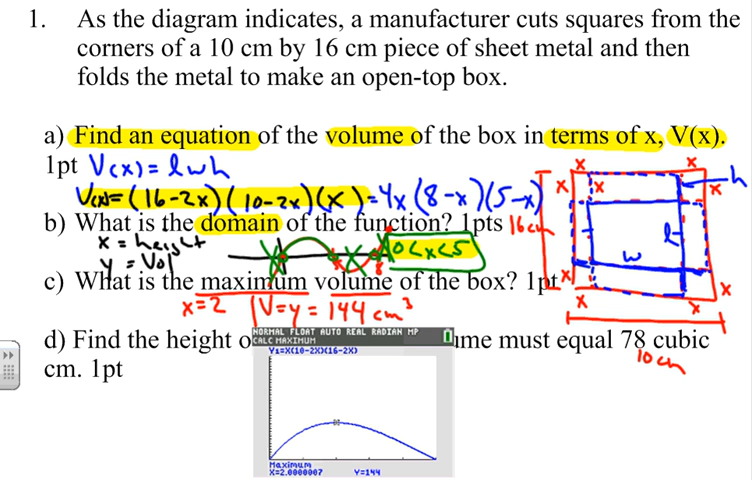 1. As the diagram indicates, a manufacturer cuts squares from the
corners of a 10 cm by 16 cm piece of sheet metal and then
folds the metal to make an open-top box.
a) Find an equation of the volume of the box in terms of x, V(x).
1pt V(x) = lwh
V(x) = (16-2x)(10-2x)(x) = 4x(8-x)(5-x)
x x h
x x x
b) What is the domain of the function? 1pts 16cm
x = height
y = Vol
0<x<5
l
w
c) What is the maximum volume of the box? 1pt x
x x x
x=2 V=y= 144 cm³
d) Find the height o ume must equal 78 cubic
10cm
cm. 1pt
NORMAL FLOAT AUTO REAL RADIAN MP
CALC MAXIMUM
Y1=X(10-2X)(16-2X)
Maximum
X=2.0000007 Y=144